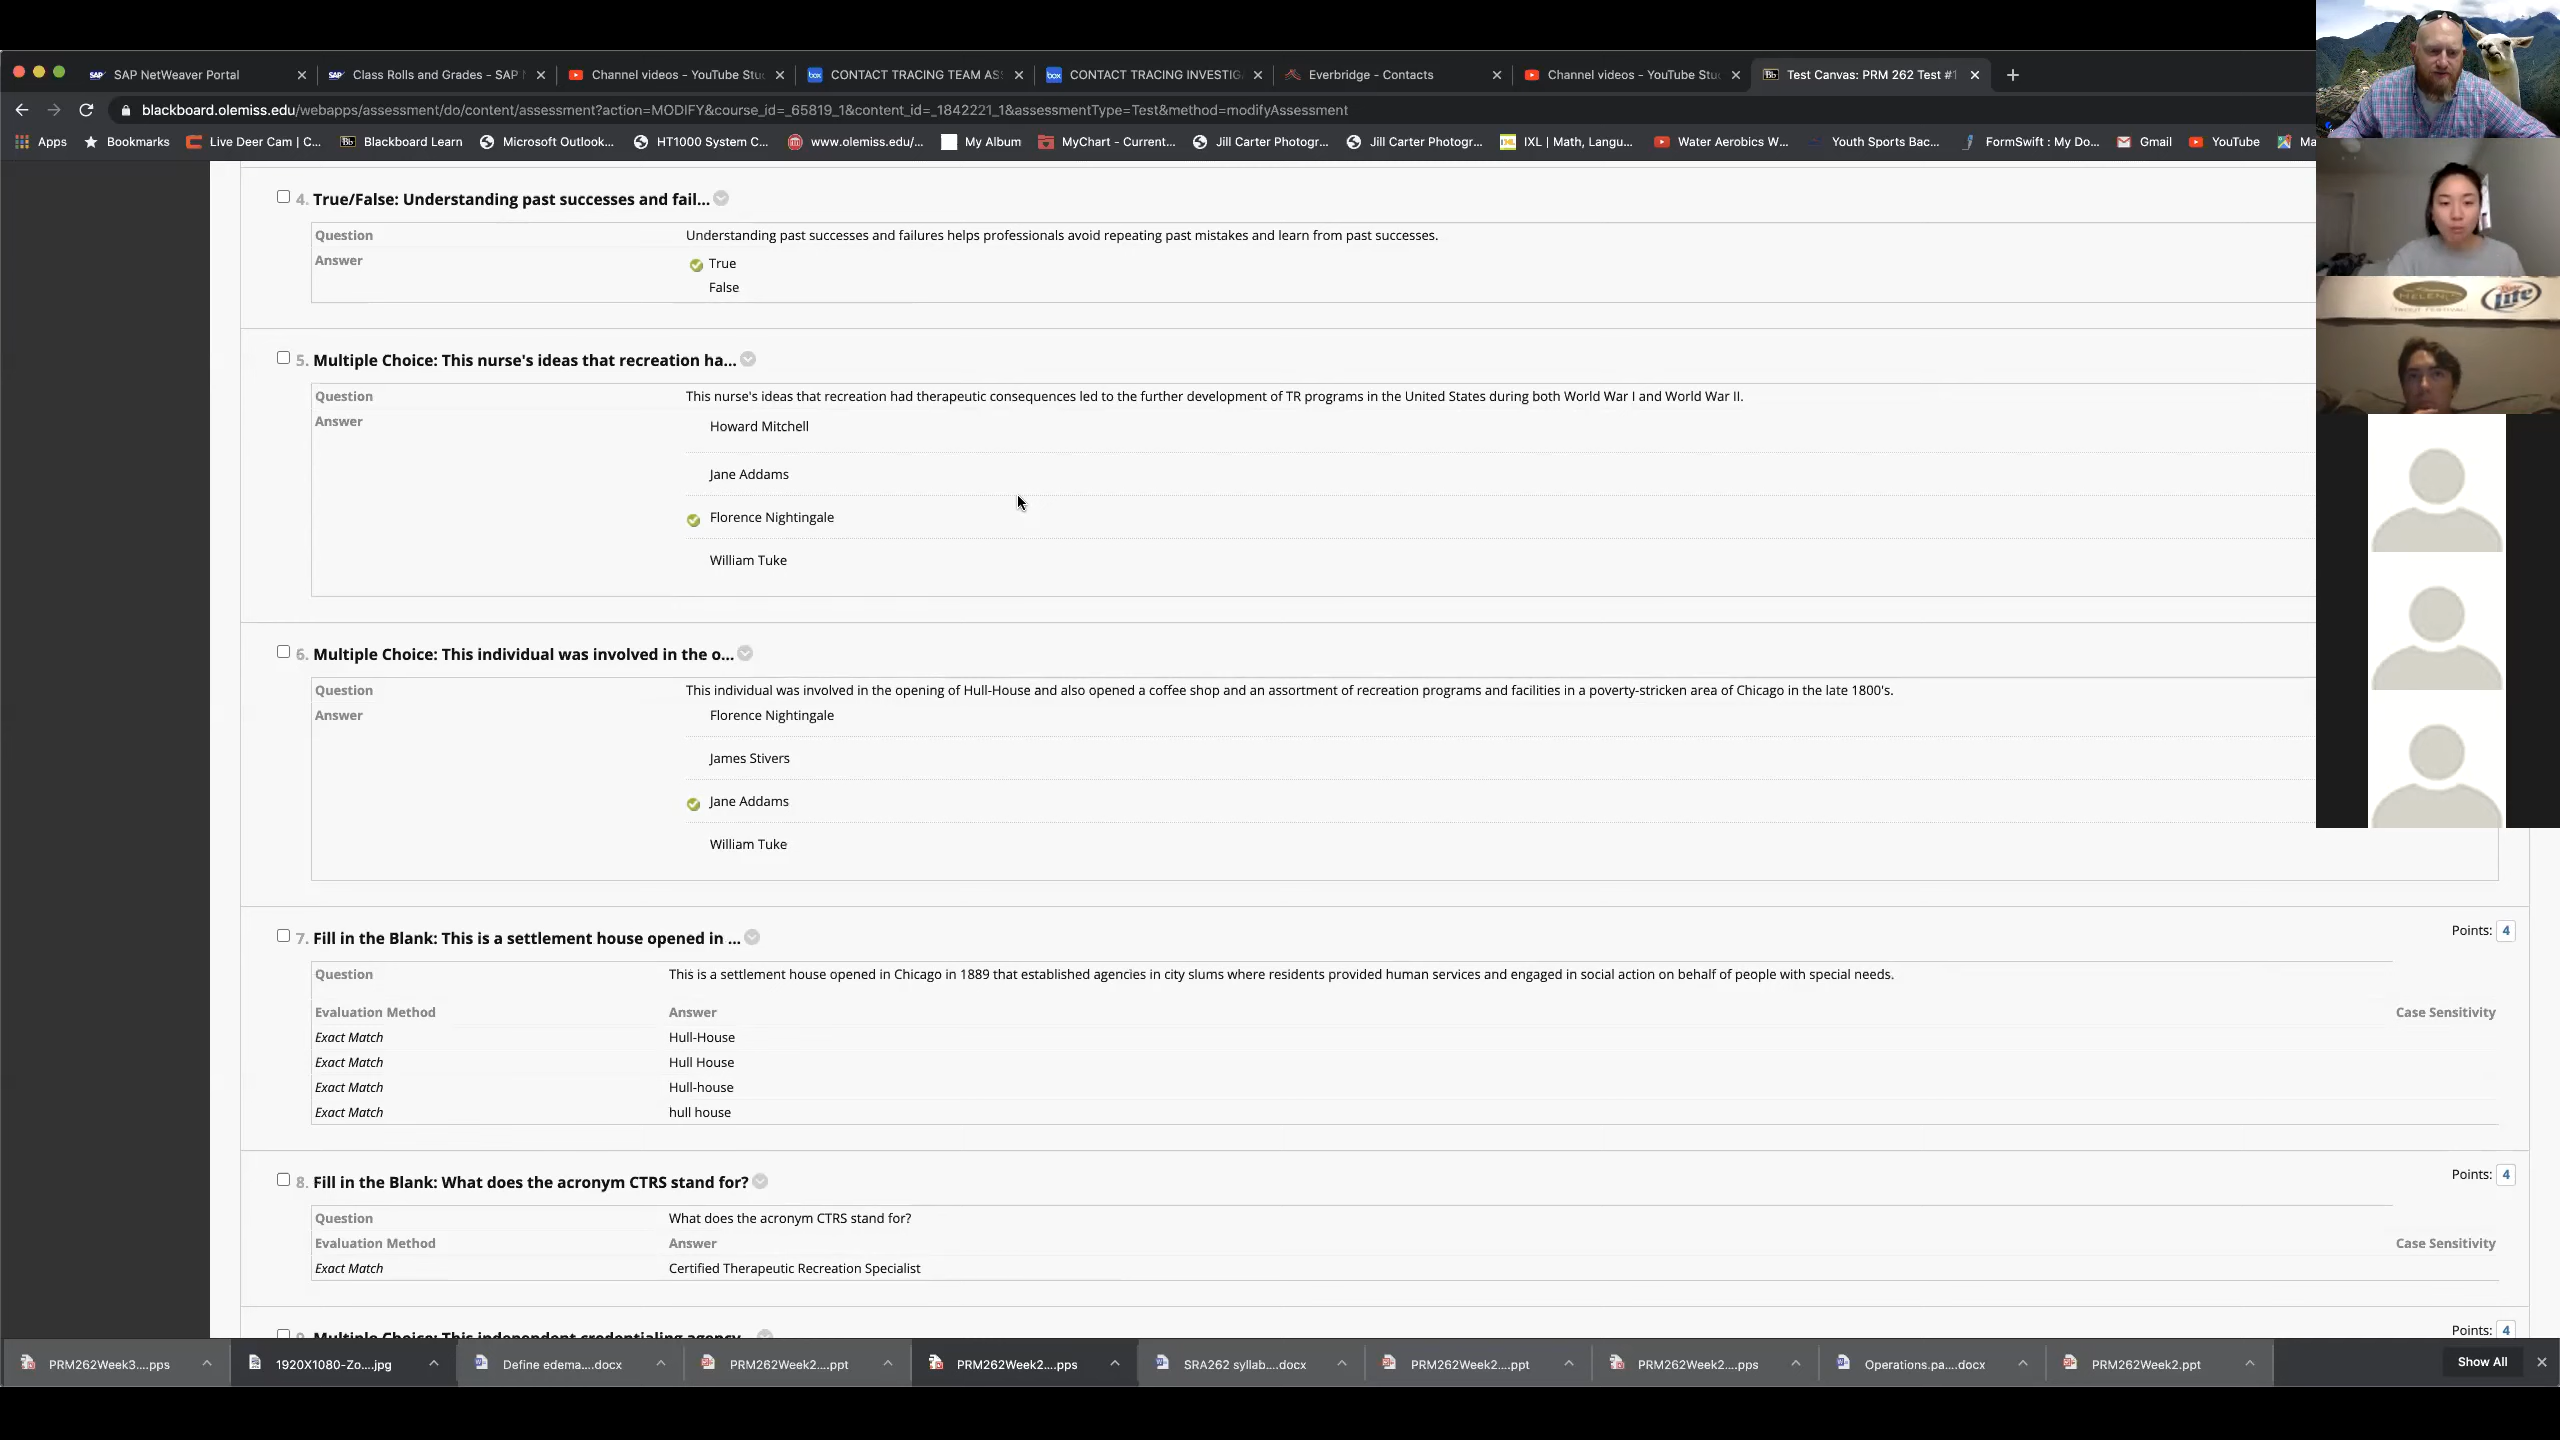 SAP NetWeaver Portal
Class Rolls and Grades - SAP
Channel videos - YouTube Stu
CONTACT TRACING TEAM AS
CONTACT TRACING INVESTIG
Everbridge - Contacts
Channel videos - YouTube Stu
Test Canvas: PRM 262 Test #1
blackboard.olemiss.edu/webapps/assessment/do/content/assessment?action=MODIFY&course_id=_65819_1&content_id=_1842221_1&assessmentType=Test&method=modifyAssessment
Apps
Bookmarks
Live Deer Cam | C...
Blackboard Learn
Microsoft Outlook...
HT1000 System C...
www.olemiss.edu/...
My Album
MyChart - Current...
Jill Carter Photogr...
Jill Carter Photogr...
IXL | Math, Langu...
Water Aerobics W...
Youth Sports Bac...
FormSwift : My Do...
Gmail
YouTube
Ma
4. True/False: Understanding past successes and fail...
Question Understanding past successes and failures helps professionals avoid repeating past mistakes and learn from past successes.
Answer True
False
5. Multiple Choice: This nurse's ideas that recreation ha...
Question This nurse's ideas that recreation had therapeutic consequences led to the further development of TR programs in the United States during both World War I and World War II.
Answer Howard Mitchell
Jane Addams
Florence Nightingale
William Tuke
6. Multiple Choice: This individual was involved in the o...
Question This individual was involved in the opening of Hull-House and also opened a coffee shop and an assortment of recreation programs and facilities in a poverty-stricken area of Chicago in the late 1800's.
Answer Florence Nightingale
James Stivers
Jane Addams
William Tuke
7. Fill in the Blank: This is a settlement house opened in ...
Points: 4
Question This is a settlement house opened in Chicago in 1889 that established agencies in city slums where residents provided human services and engaged in social action on behalf of people with special needs.
Evaluation Method Answer Case Sensitivity
Exact Match Hull-House
Exact Match Hull House
Exact Match Hull-house
Exact Match hull house
8. Fill in the Blank: What does the acronym CTRS stand for?
Points: 4
Question What does the acronym CTRS stand for?
Evaluation Method Answer Case Sensitivity
Exact Match Certified Therapeutic Recreation Specialist
9. Multiple Choice: This independent credentialing agency
Points: 4
PRM262Week3....pps
1920X1080-Zo....jpg
Define edema....docx
PRM262Week2....ppt
PRM262Week2....pps
SRA262 syllab....docx
PRM262Week2....ppt
PRM262Week2....pps
Operations.pa....docx
PRM262Week2.ppt
Show All
Lite